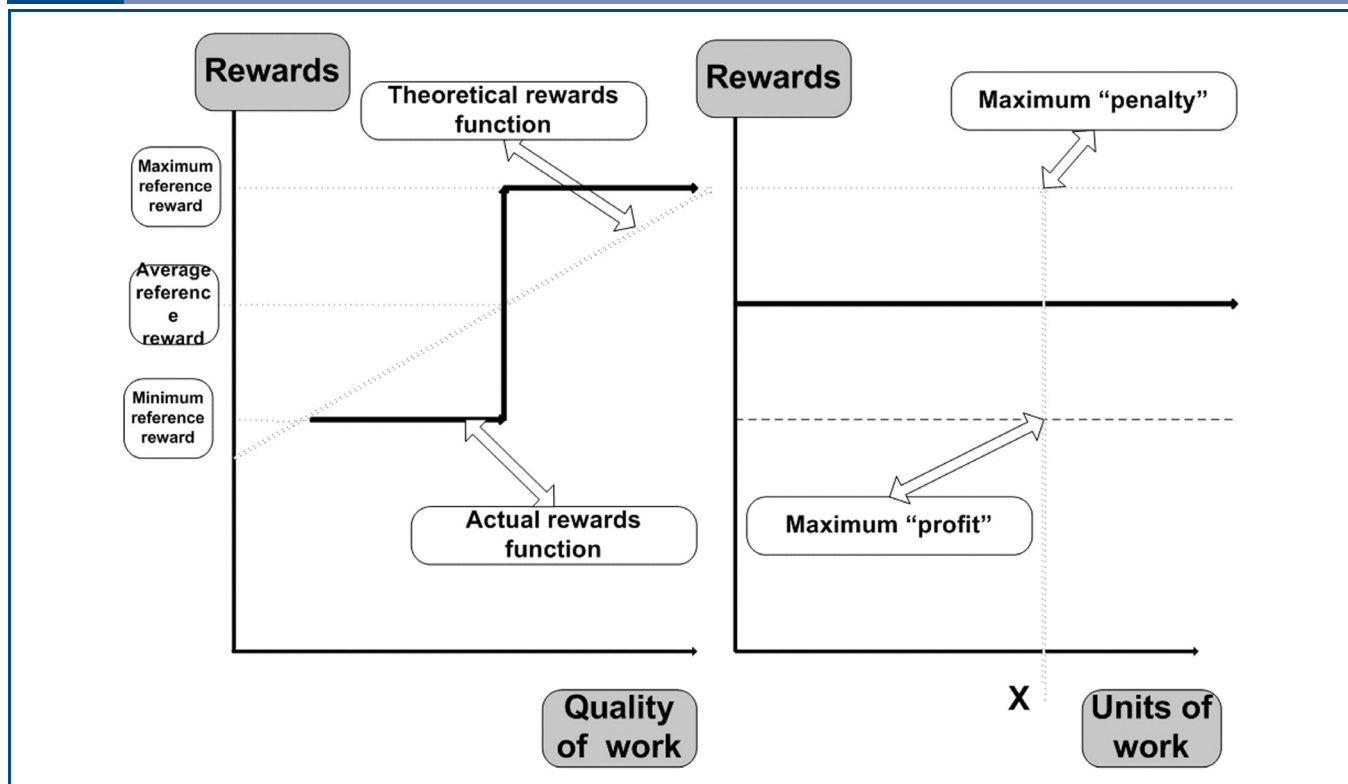 Rewards
Theoretical rewards
function
Maximum
reference
reward
Average
referenc
e
reward
Minimum
reference
reward
Actual rewards
function
Quality
of work
Rewards
Maximum “penalty”
Maximum “profit”
X
Units of
work